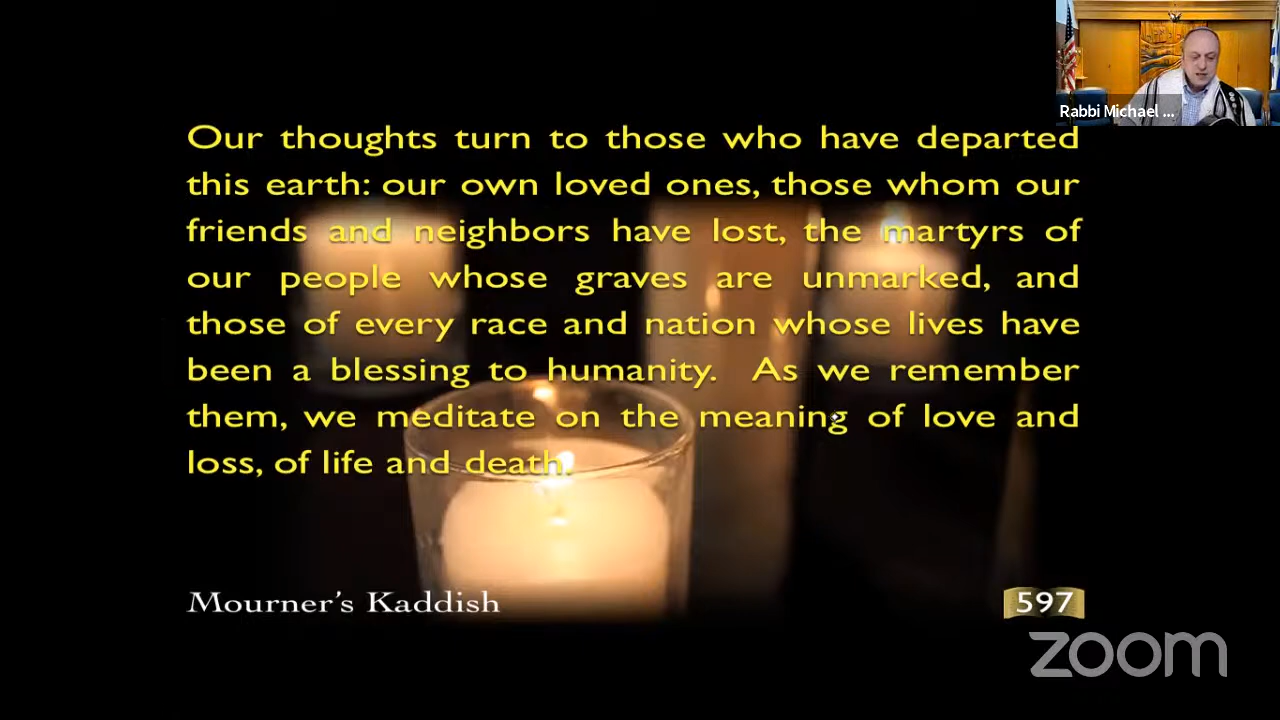 Rabbi Michael ...
Our thoughts turn to those who have departed
this earth: our own loved ones, those whom our
friends and neighbors have lost, the martyrs of
our people whose graves are unmarked, and
those of every race and nation whose lives have
been a blessing to humanity. As we remember
them, we meditate on the meaning of love and
loss, of life and death.
Mourner's Kaddish
597
zoom